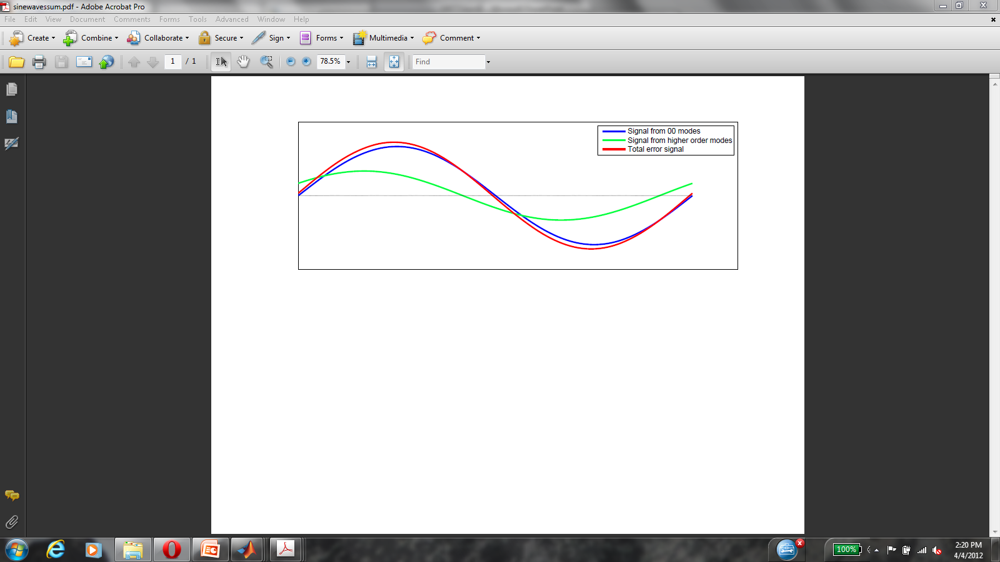 sinewavessum.pdf - Adobe Acrobat Pro
File Edit View Document Comments Forms Tools Advanced Window Help
Create Combine Collaborate Secure Sign Forms Multimedia Comment
1 / 1 78.5% Find
Signal from 00 modes
Signal from higher order modes
Total error signal
100%
2:20 PM
4/4/2012